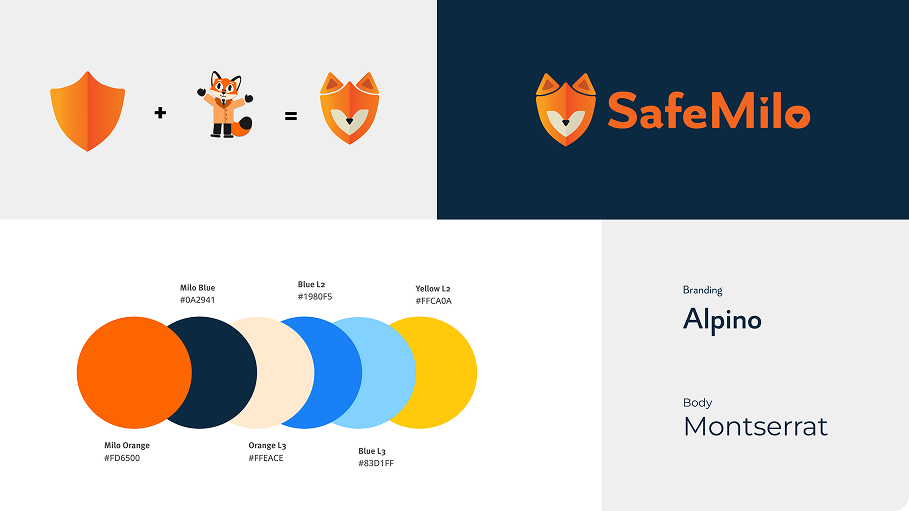 +
=
SafeMilo
Milo Blue
#0A2941
Blue L2
#1980F5
Yellow L2
#FFCA0A
Milo Orange
#FD6500
Orange L3
#FFEACE
Blue L3
#83D1FF
Branding
Alpino
Body
Montserrat